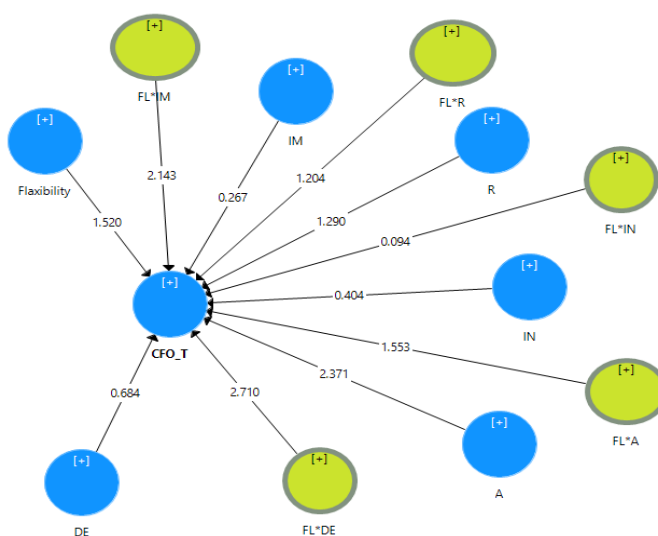 [+]
FL*IM
[+]
IM
[+]
FL*R
[+]
Flaxibility
[+]
R
[+]
FL*IN
2.143
0.267
1.204
1.520
1.290
0.094
[+]
CFO_T
0.404
[+]
IN
1.553
2.371
[+]
FL*A
0.684
2.710
[+]
A
[+]
DE
[+]
FL*DE